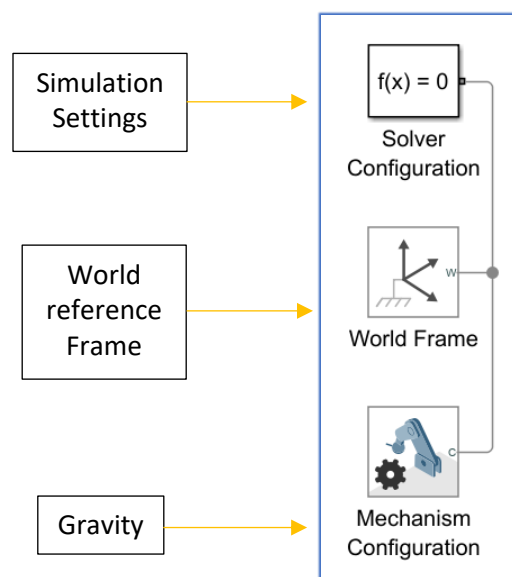 Simulation
Settings
f(x) = 0
Solver
Configuration
World
reference
Frame
W
World Frame
Gravity
C
Mechanism
Configuration